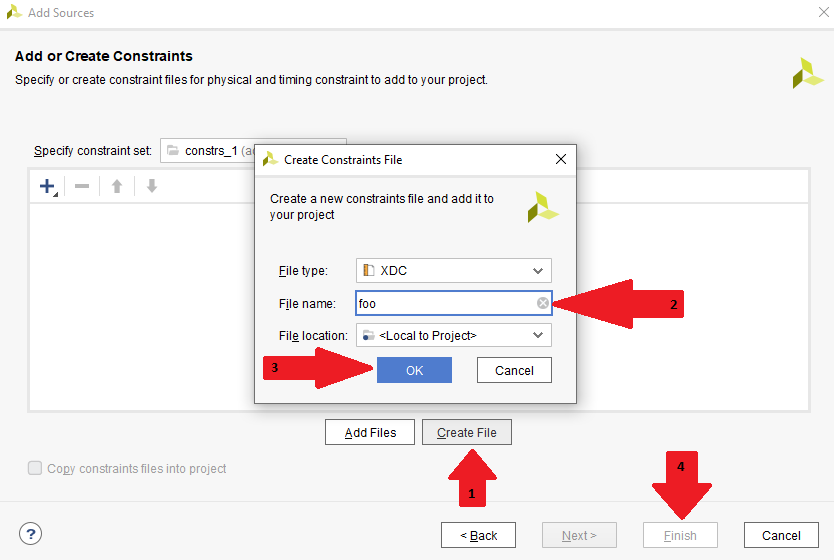 Add Sources
Add or Create Constraints
Specify or create constraint files for physical and timing constraint to add to your project.
Specify constraint set: constrs_1 (a
Create Constraints File
Create a new constraints file and add it to
your project
File type: XDC
File name: foo
2
File location: <Local to Project>
3
OK Cancel
Add Files Create File
Copy constraints files into project
1
4
? < Back Next > Finish Cancel